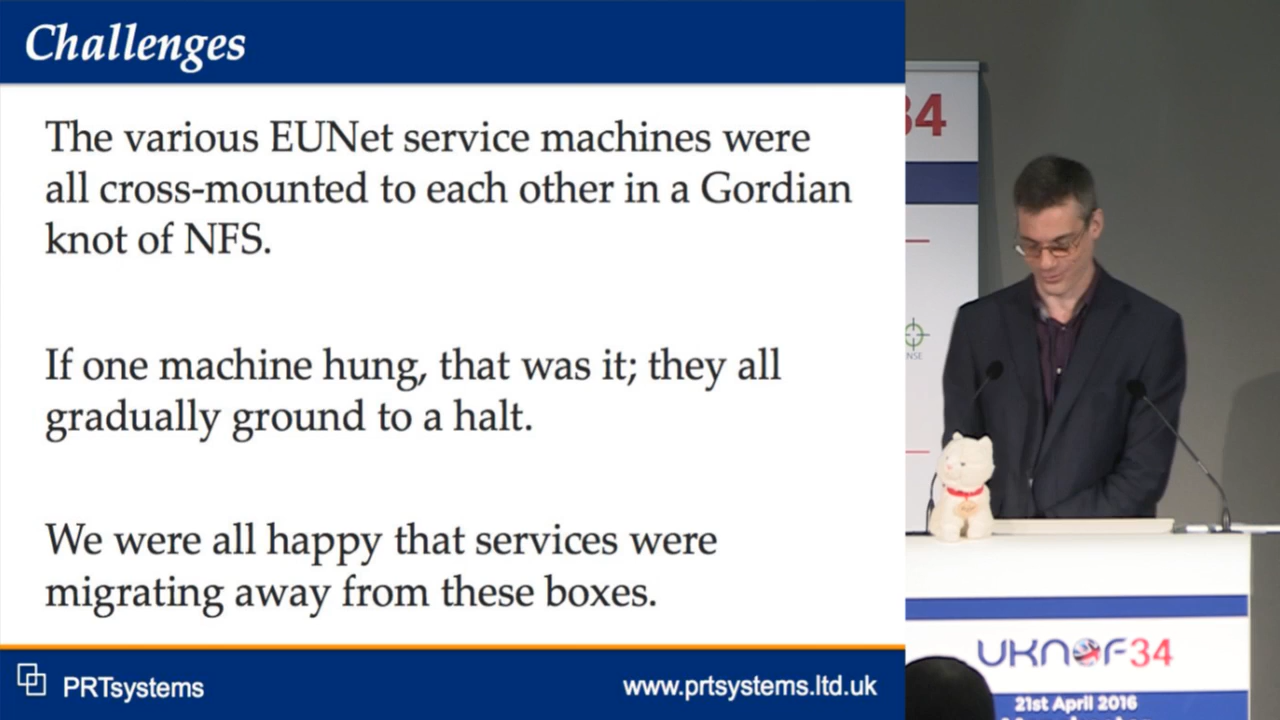 Challenges
The various EUNet service machines were
all cross-mounted to each other in a Gordian
knot of NFS.
If one machine hung, that was it; they all
gradually ground to a halt.
We were all happy that services were
migrating away from these boxes.
PRTsystems
www.prtsystems.ltd.uk
34
NSE
UKNOF34
21st April 2016